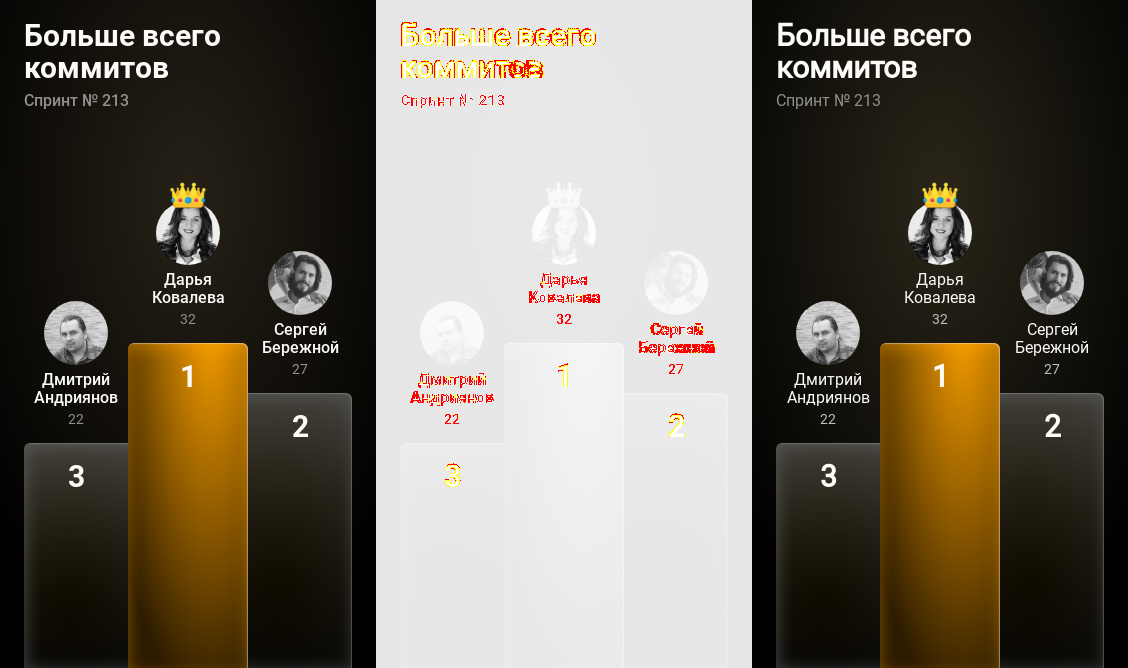 Больше всего
коммитов
Спринт № 213
Дарья
Ковалева
32
Сергей
Бережной
27
Дмитрий
Андриянов
22
1
2
3
Больше всего
коммитов
Спринт № 213
Дарья
Ковалева
32
Сергей
Бережной
27
Дмитрий
Андриянов
22
1
2
3
Больше всего
коммитов
Спринт № 213
Дарья
Ковалева
32
Сергей
Бережной
27
Дмитрий
Андриянов
22
1
2
3